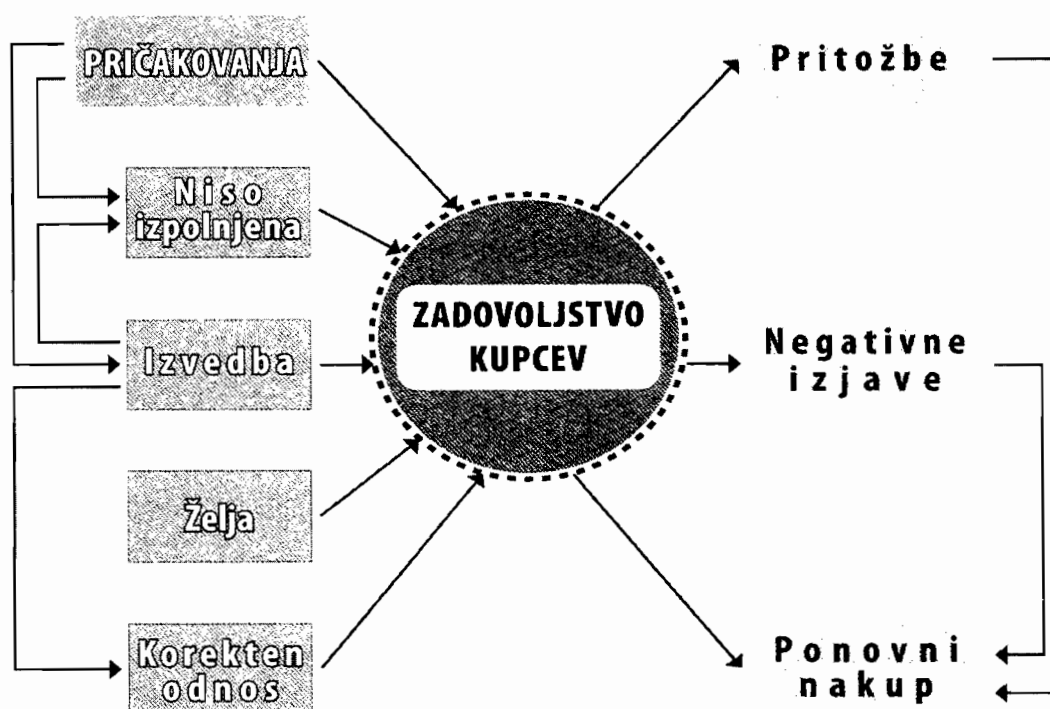 PRIČAKOVANJA
Niso
izpolnjena
Izvedba
Želja
Korekten
odnos
ZADOVOLJSTVO
KUPCEV
Pritožbe
Negativne
izjave
Ponovni
nakup